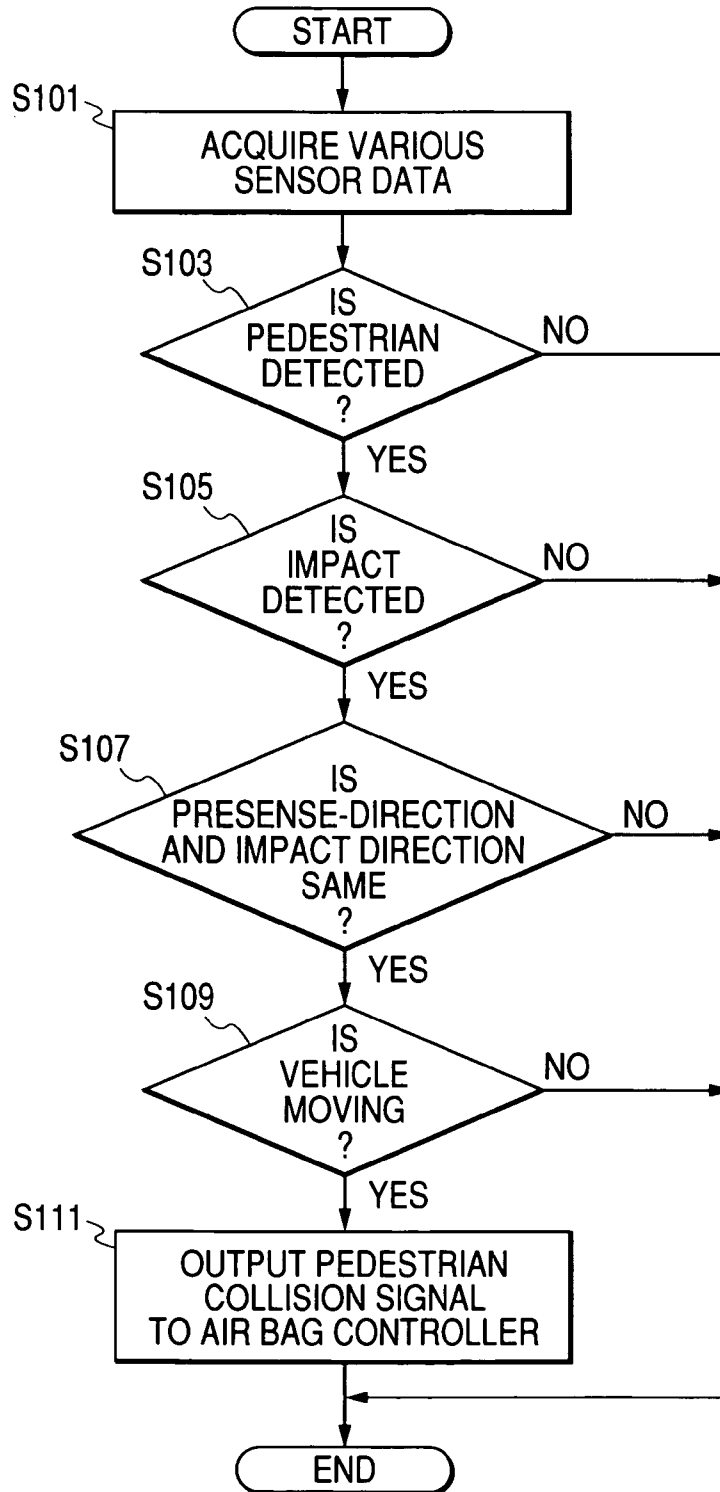 START
S101
ACQUIRE VARIOUS
SENSOR DATA
S103
IS
PEDESTRIAN
DETECTED
?
NO
YES
S105
IS
IMPACT
DETECTED
?
NO
YES
S107
IS
PRESENSE-DIRECTION
AND IMPACT DIRECTION
SAME
?
NO
YES
S109
IS
VEHICLE
MOVING
?
NO
YES
S111
OUTPUT PEDESTRIAN
COLLISION SIGNAL
TO AIR BAG CONTROLLER
END